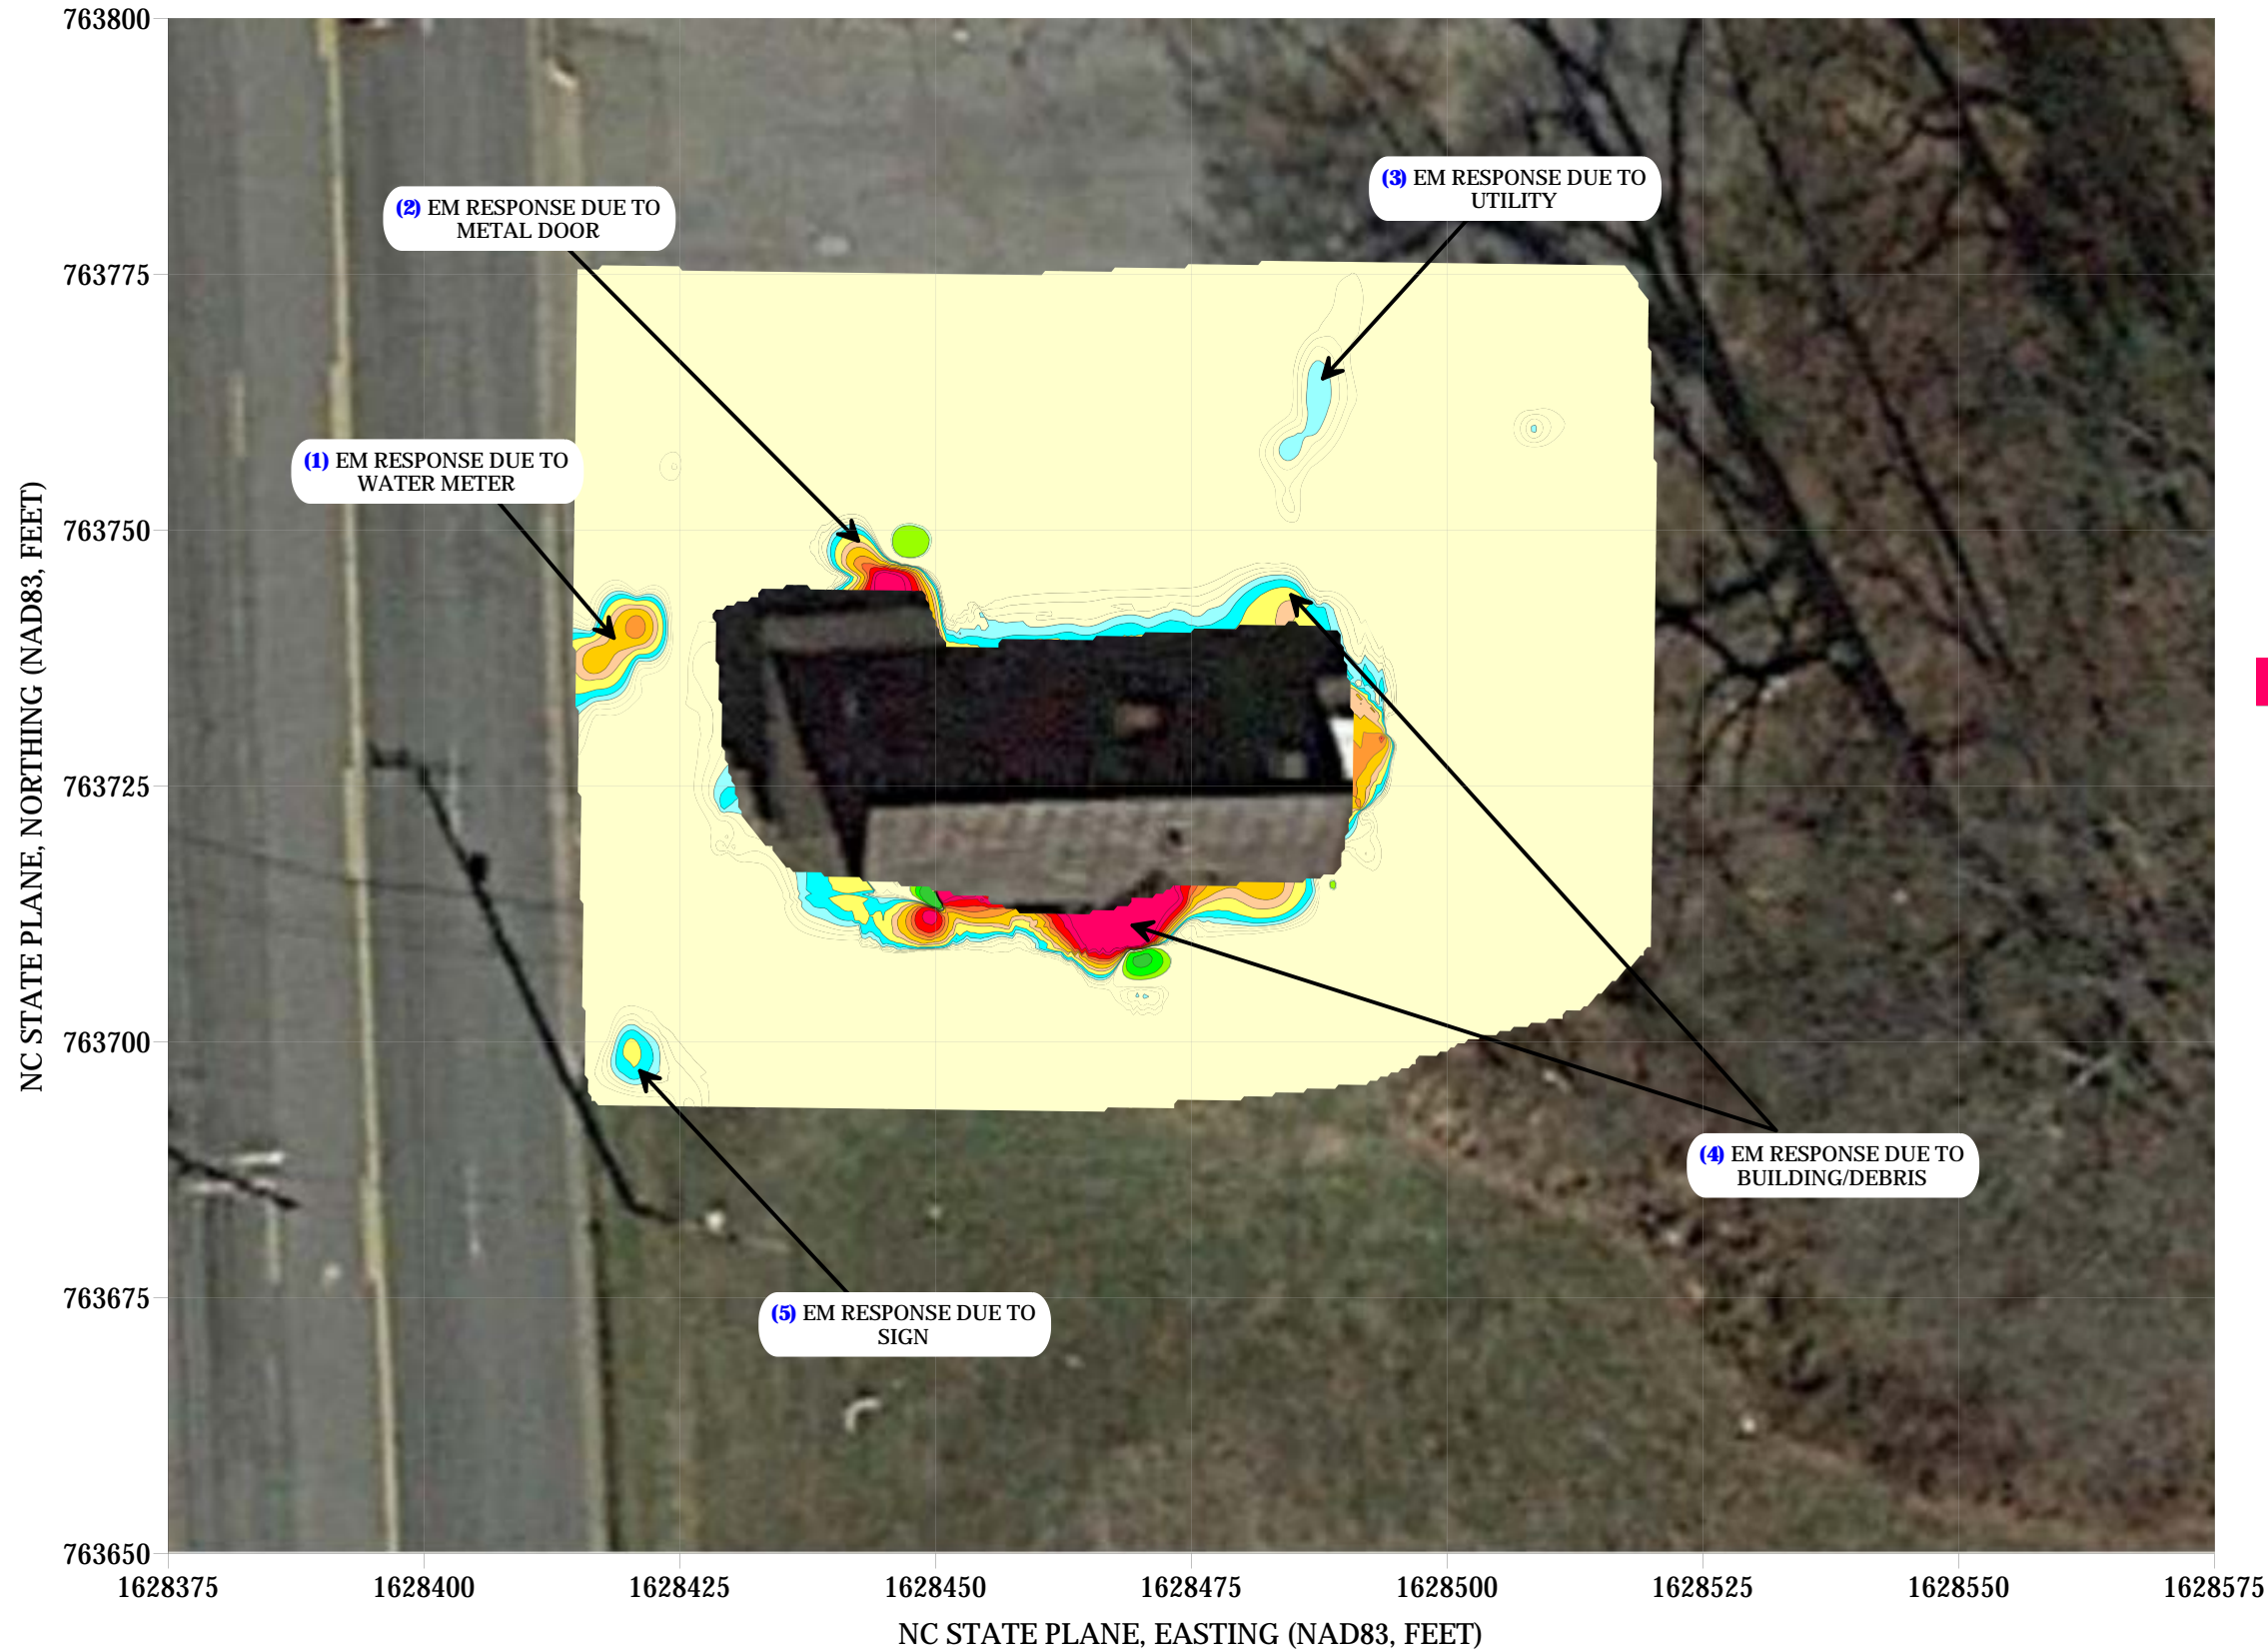 763800
(3) EM RESPONSE DUE TO
UTILITY
(2) EM RESPONSE DUE TO
METAL DOOR
763775
(1) EM RESPONSE DUE TO
WATER METER
763750
NC STATE PLANE, NORTHING (NAD83, FEET)
763725
763700
(4) EM RESPONSE DUE TO
BUILDING/DEBRIS
763675
(5) EM RESPONSE DUE TO
SIGN
763650
1628375 1628400 1628425 1628450 1628475 1628500 1628525 1628550 1628575
NC STATE PLANE, EASTING (NAD83, FEET)